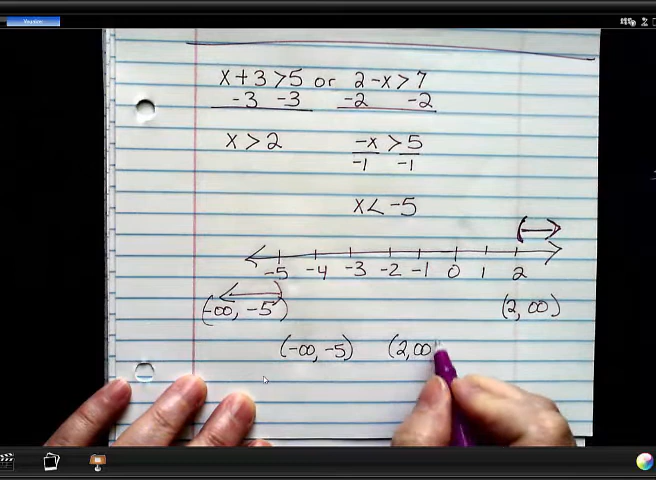 x + 3 > 5 or 2 - x > 7
-3 -3 -2 -2
x > 2 -x > 5
-1 -1
x < -5
-5 -4 -3 -2 -1 0 1 2
(-∞, -5) (2, ∞)
(-∞, -5) (2, ∞